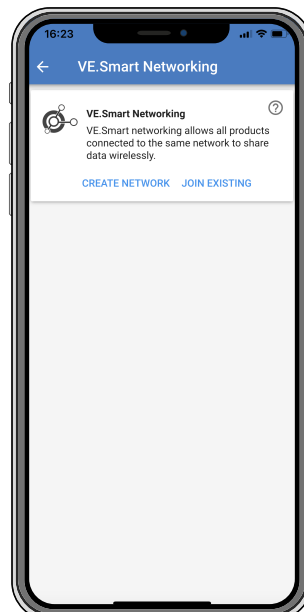 16:23
VE.Smart Networking
VE.Smart Networking
VE.Smart networking allows all products
connected to the same network to share
data wirelessly.
CREATE NETWORK JOIN EXISTING